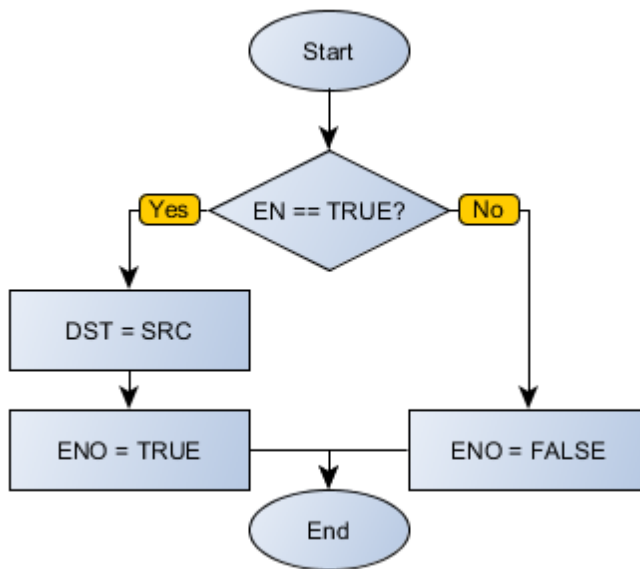 Start
EN == TRUE?
Yes
No
DST = SRC
ENO = TRUE
ENO = FALSE
End